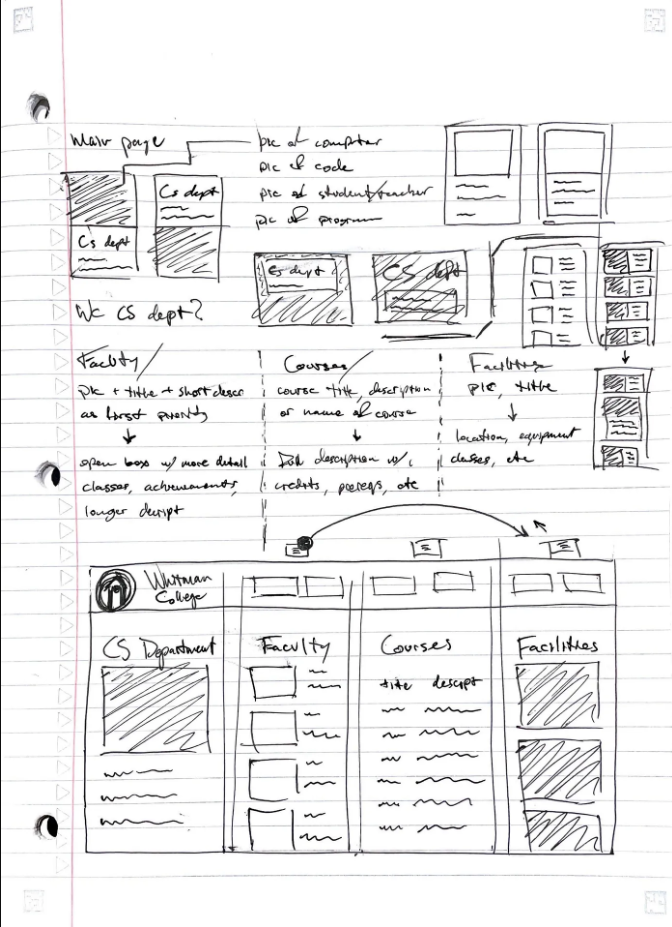 Main page
pic of computer
pic of code
pic of student/teacher
pic of program
Cs dept
Cs dept
Cs dept
CS dept
CS dept?
Faculty/
pic + title + short descr
as first priority
open box w/ more detail
classes, achievements,
longer descript
Courses/
course title, description
or name of course
description w/
credits, prereqs, etc
Facilities
pic, title
location, equipment
classes, etc
Whitman
College
CS Department
Faculty
Courses
title descript
Facilities